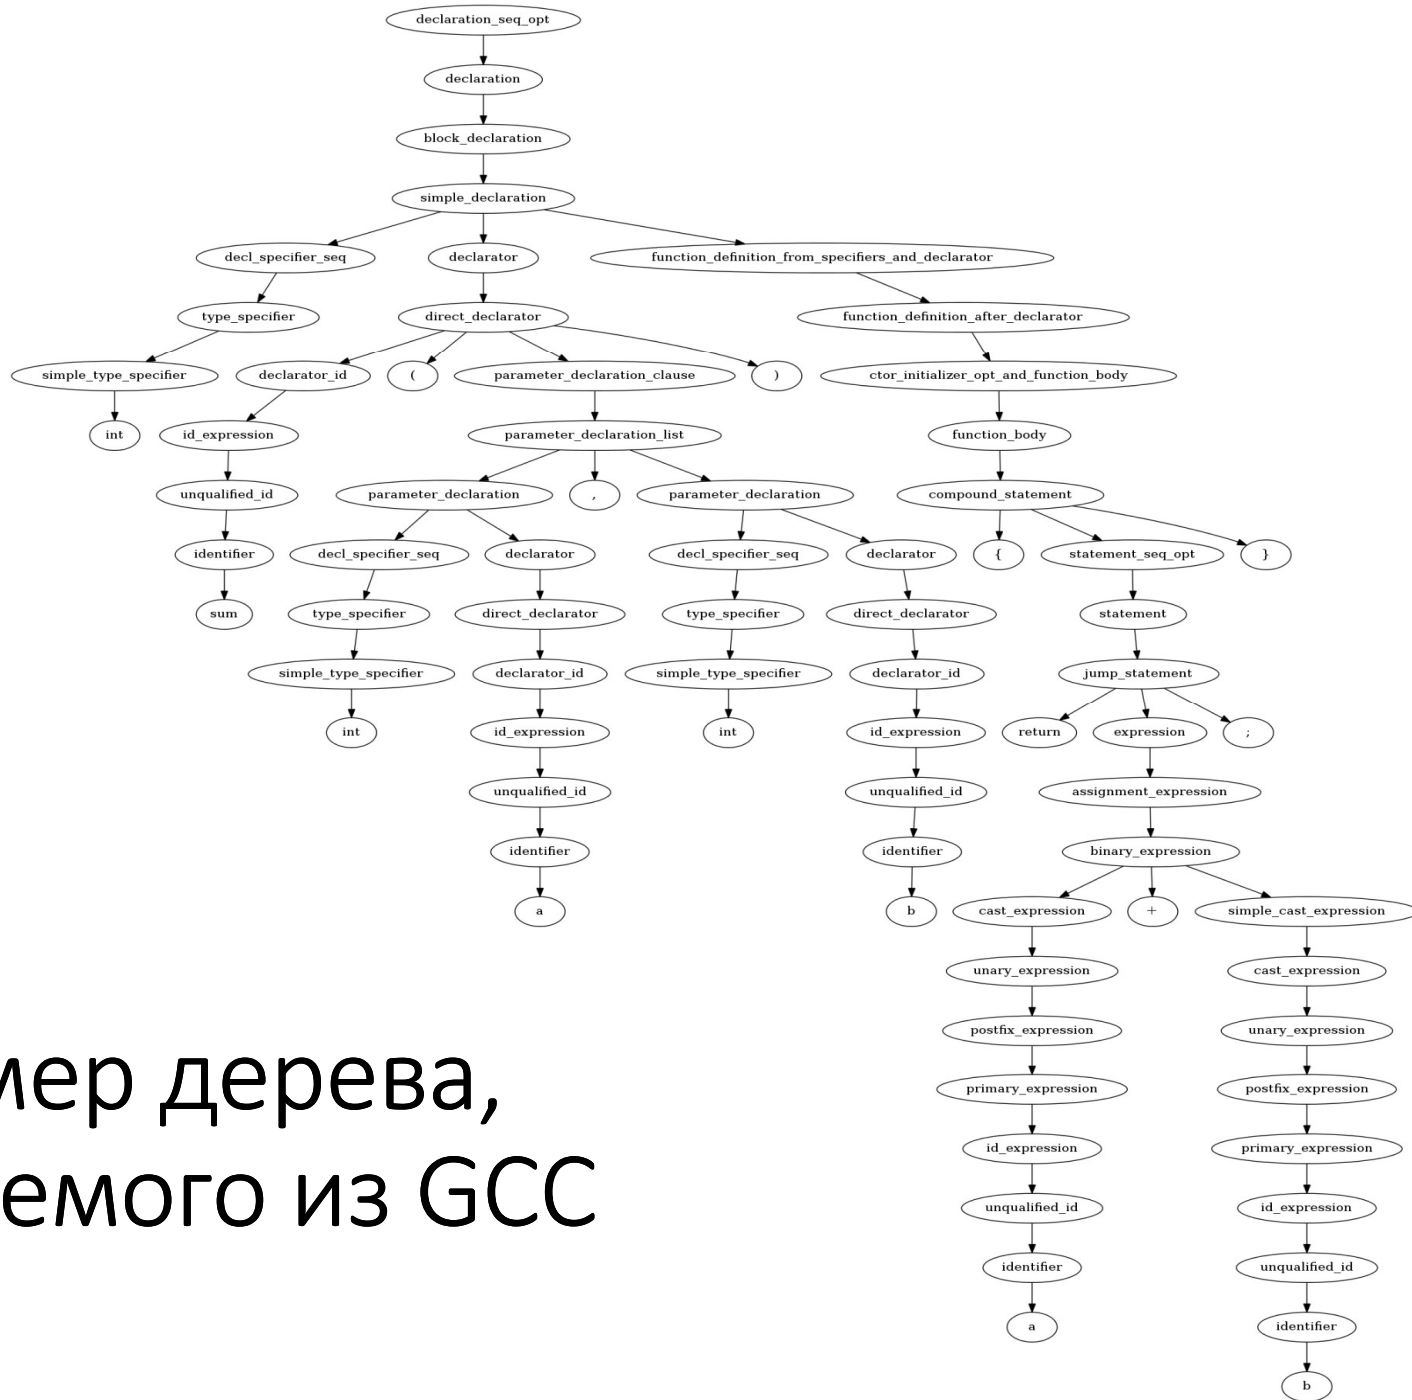 declaration_seq_opt
declaration
block_declaration
simple_declaration
decl_specifier_seq declarator function_definition_from_specifiers_and_declarator
type_specifier direct_declarator function_definition_after_declarator
simple_type_specifier declarator_id ( parameter_declaration_clause ) ctor_initializer_opt_and_function_body
int id_expression parameter_declaration_list function_body
unqualified_id parameter_declaration , parameter_declaration compound_statement
identifier decl_specifier_seq declarator decl_specifier_seq declarator { statement_seq_opt }
sum type_specifier direct_declarator type_specifier direct_declarator statement
simple_type_specifier declarator_id simple_type_specifier declarator_id jump_statement
int id_expression int id_expression return expression ;
unqualified_id unqualified_id assignment_expression
identifier identifier binary_expression
a b cast_expression + simple_cast_expression
unary_expression cast_expression
postfix_expression unary_expression
primary_expression postfix_expression
id_expression primary_expression
unqualified_id id_expression
identifier unqualified_id
a identifier
b
мер дерева,
емого из GCC